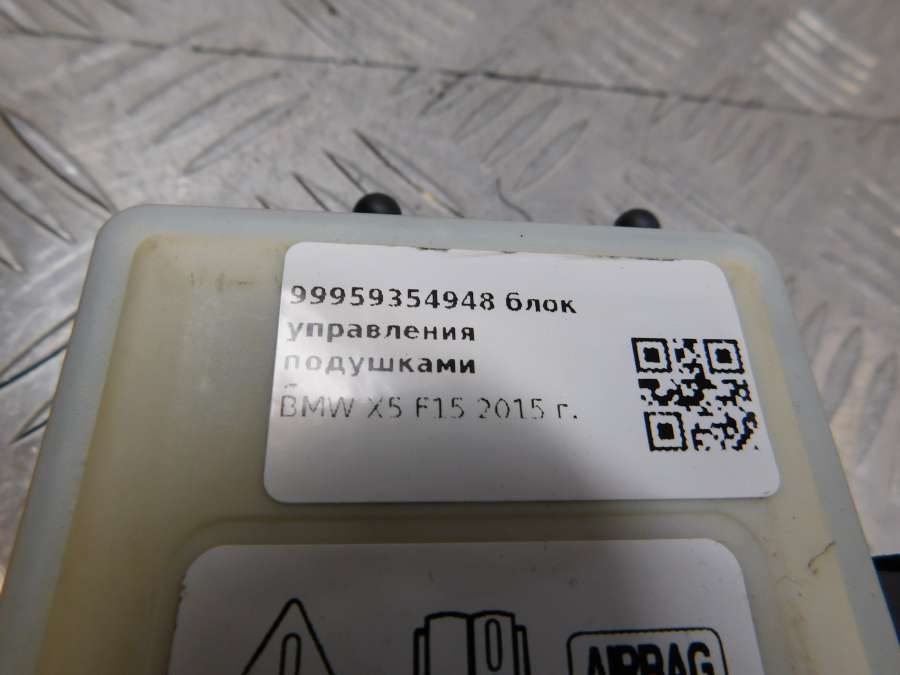 99959354948 блок
управления
подушками
BMW X5 F15 2015 г.
AIRBAG